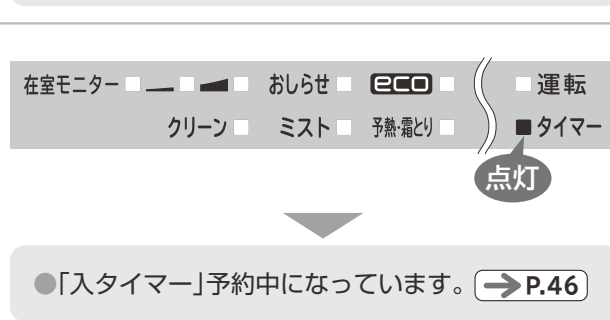 在室モニター おしらせ eco 運転
クリーン ミスト 予熱・霜とり タイマー
点灯
●「入タイマー」予約中になっています。 → P.46